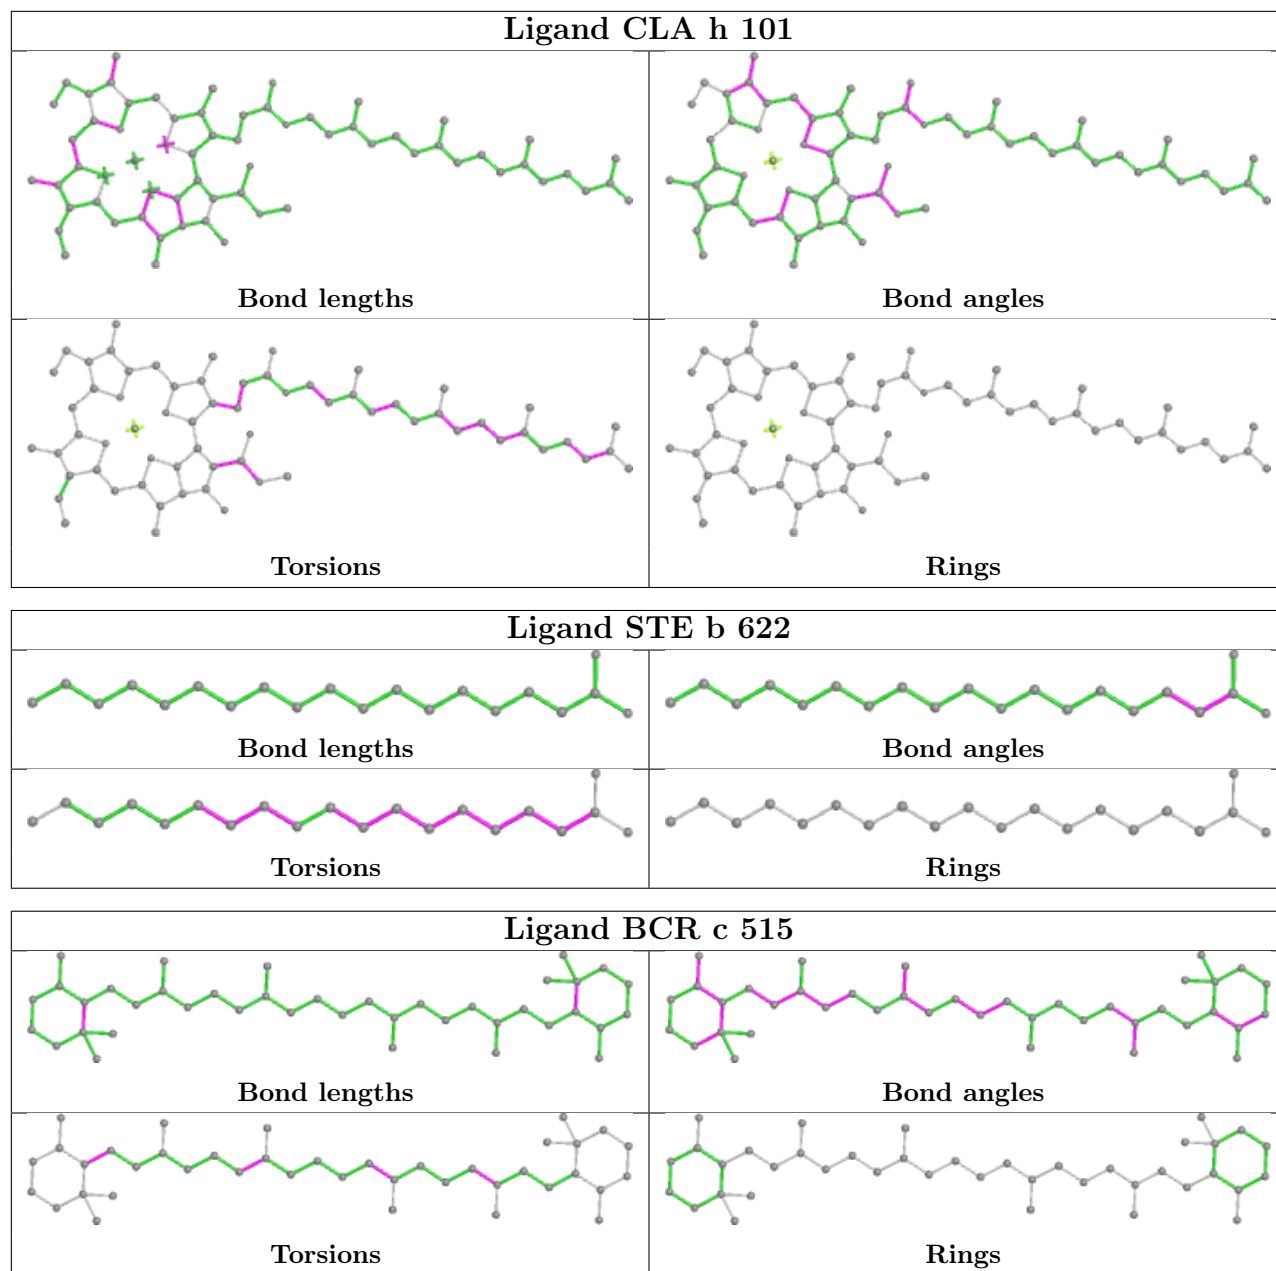 Ligand CLA h 101
Bond lengths
Bond angles
Torsions
Rings
Ligand STE b 622
Bond lengths
Bond angles
Torsions
Rings
Ligand BCR c 515
Bond lengths
Bond angles
Torsions
Rings